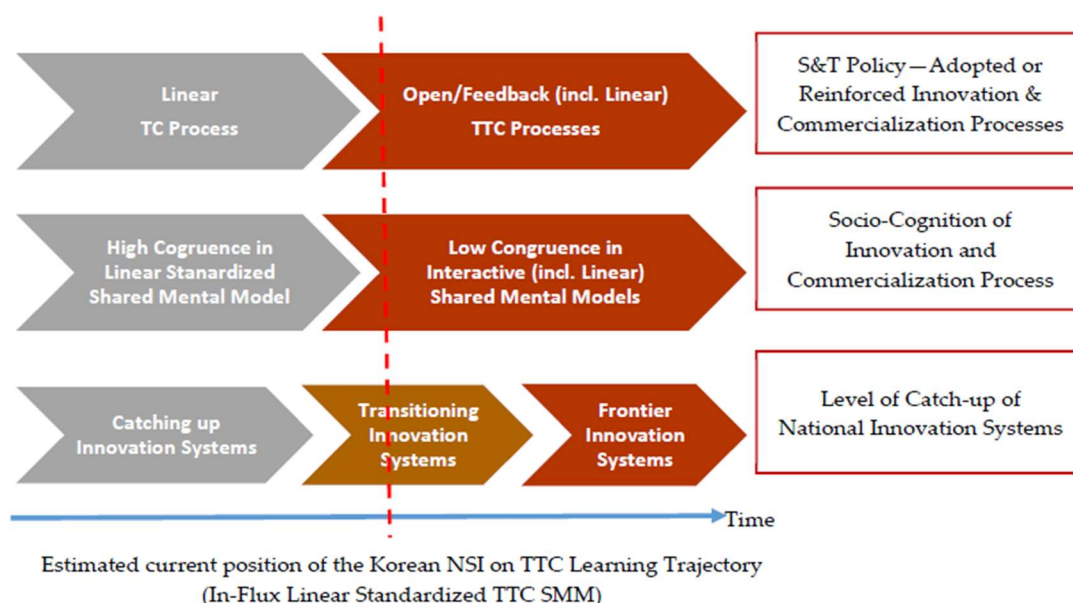 Linear
TC Process
Open/Feedback (incl. Linear)
TTC Processes
S&T Policy—Adopted or
Reinforced Innovation &
Commercialization Processes
High Cogruence in
Linear Stanardized
Shared Mental Model
Low Congruence in
Interactive (incl. Linear)
Shared Mental Models
Socio-Cognition of
Innovation and
Commercialization Process
Catching up
Innovation Systems
Transitioning
Innovation
Systems
Frontier
Innovation
Systems
Level of Catch-up of
National Innovation Systems
Time
Estimated current position of the Korean NSI on TTC Learning Trajectory
(In-Flux Linear Standardized TTC SMM)